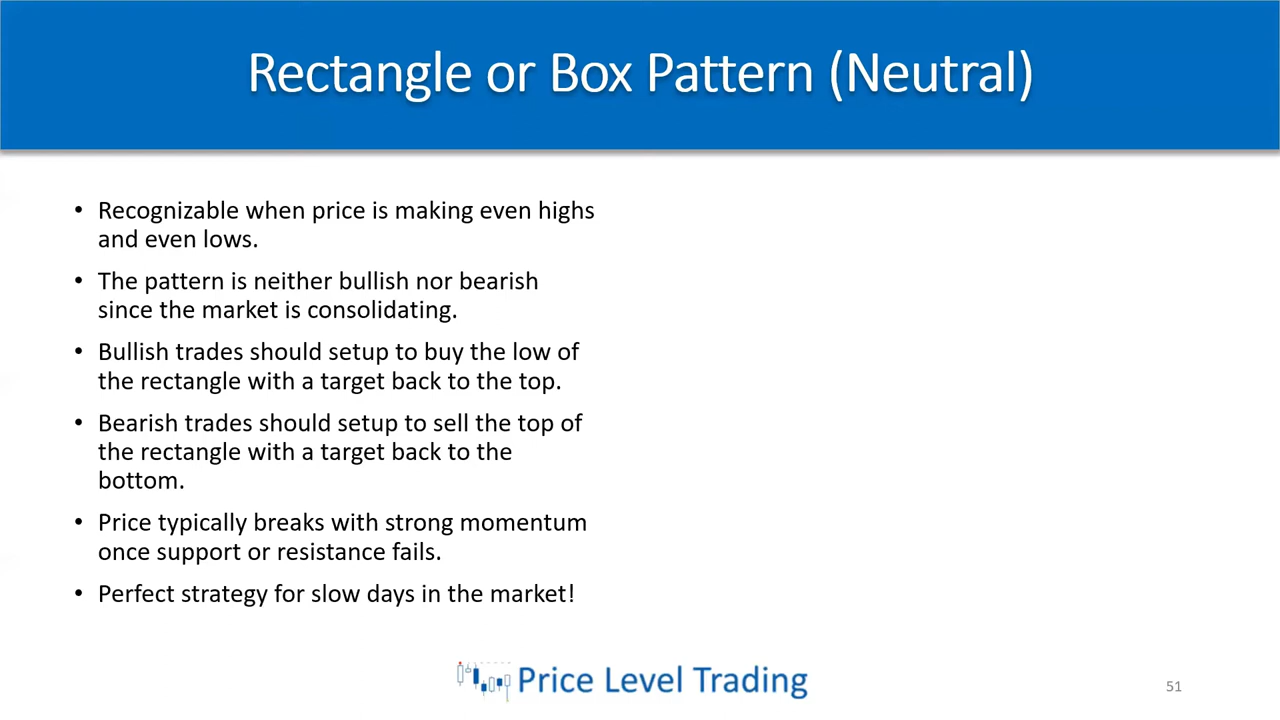 Rectangle or Box Pattern (Neutral)
• Recognizable when price is making even highs
and even lows.
• The pattern is neither bullish nor bearish
since the market is consolidating.
• Bullish trades should setup to buy the low of
the rectangle with a target back to the top.
• Bearish trades should setup to sell the top of
the rectangle with a target back to the
bottom.
• Price typically breaks with strong momentum
once support or resistance fails.
• Perfect strategy for slow days in the market!
Price Level Trading
51